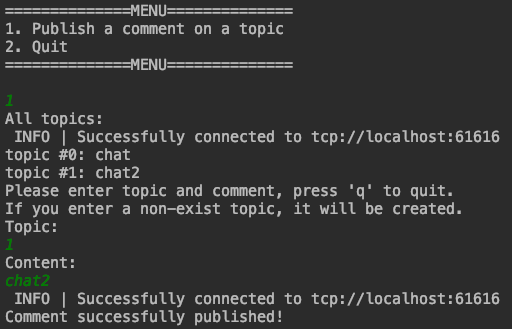 ==============MENU==============
1. Publish a comment on a topic
2. Quit
==============MENU==============
1
All topics:
 INFO | Successfully connected to tcp://localhost:61616
topic #0: chat
topic #1: chat2
Please enter topic and comment, press 'q' to quit.
If you enter a non-exist topic, it will be created.
Topic:
1
Content:
chat2
 INFO | Successfully connected to tcp://localhost:61616
Comment successfully published!